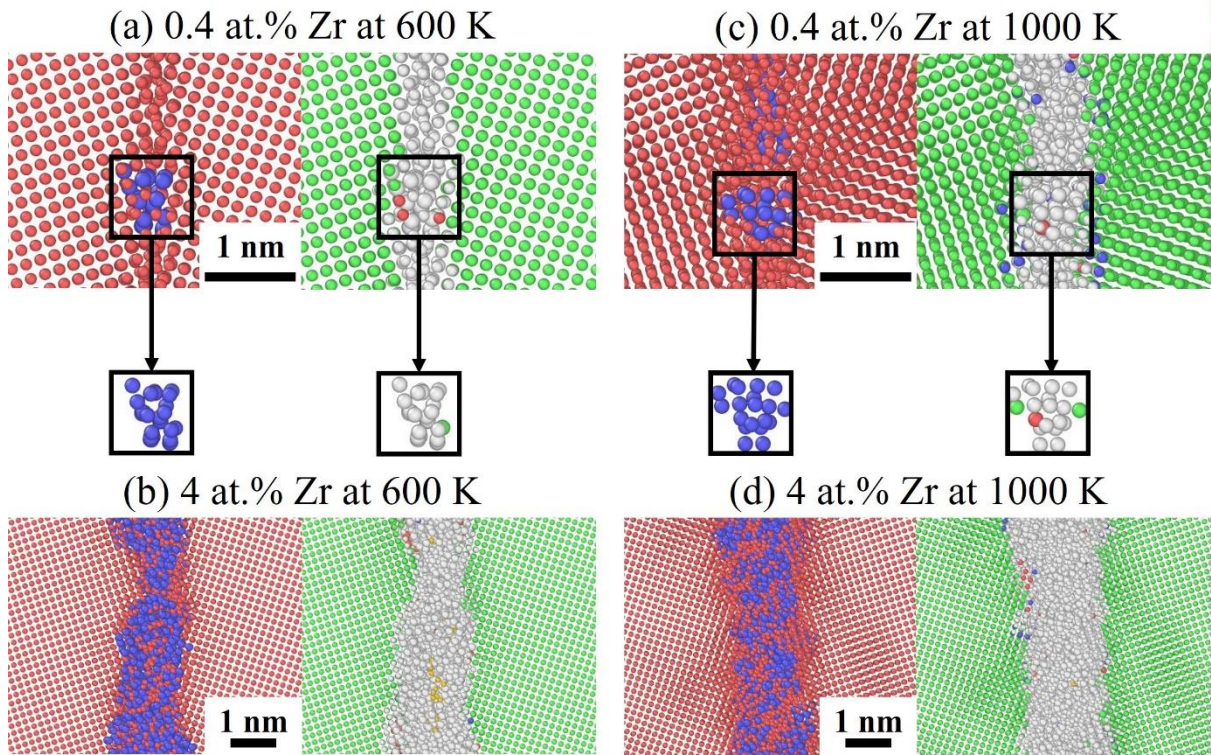 (a) 0.4 at.% Zr at 600 K
(c) 0.4 at.% Zr at 1000 K
1 nm
1 nm
(b) 4 at.% Zr at 600 K
(d) 4 at.% Zr at 1000 K
1 nm
1 nm